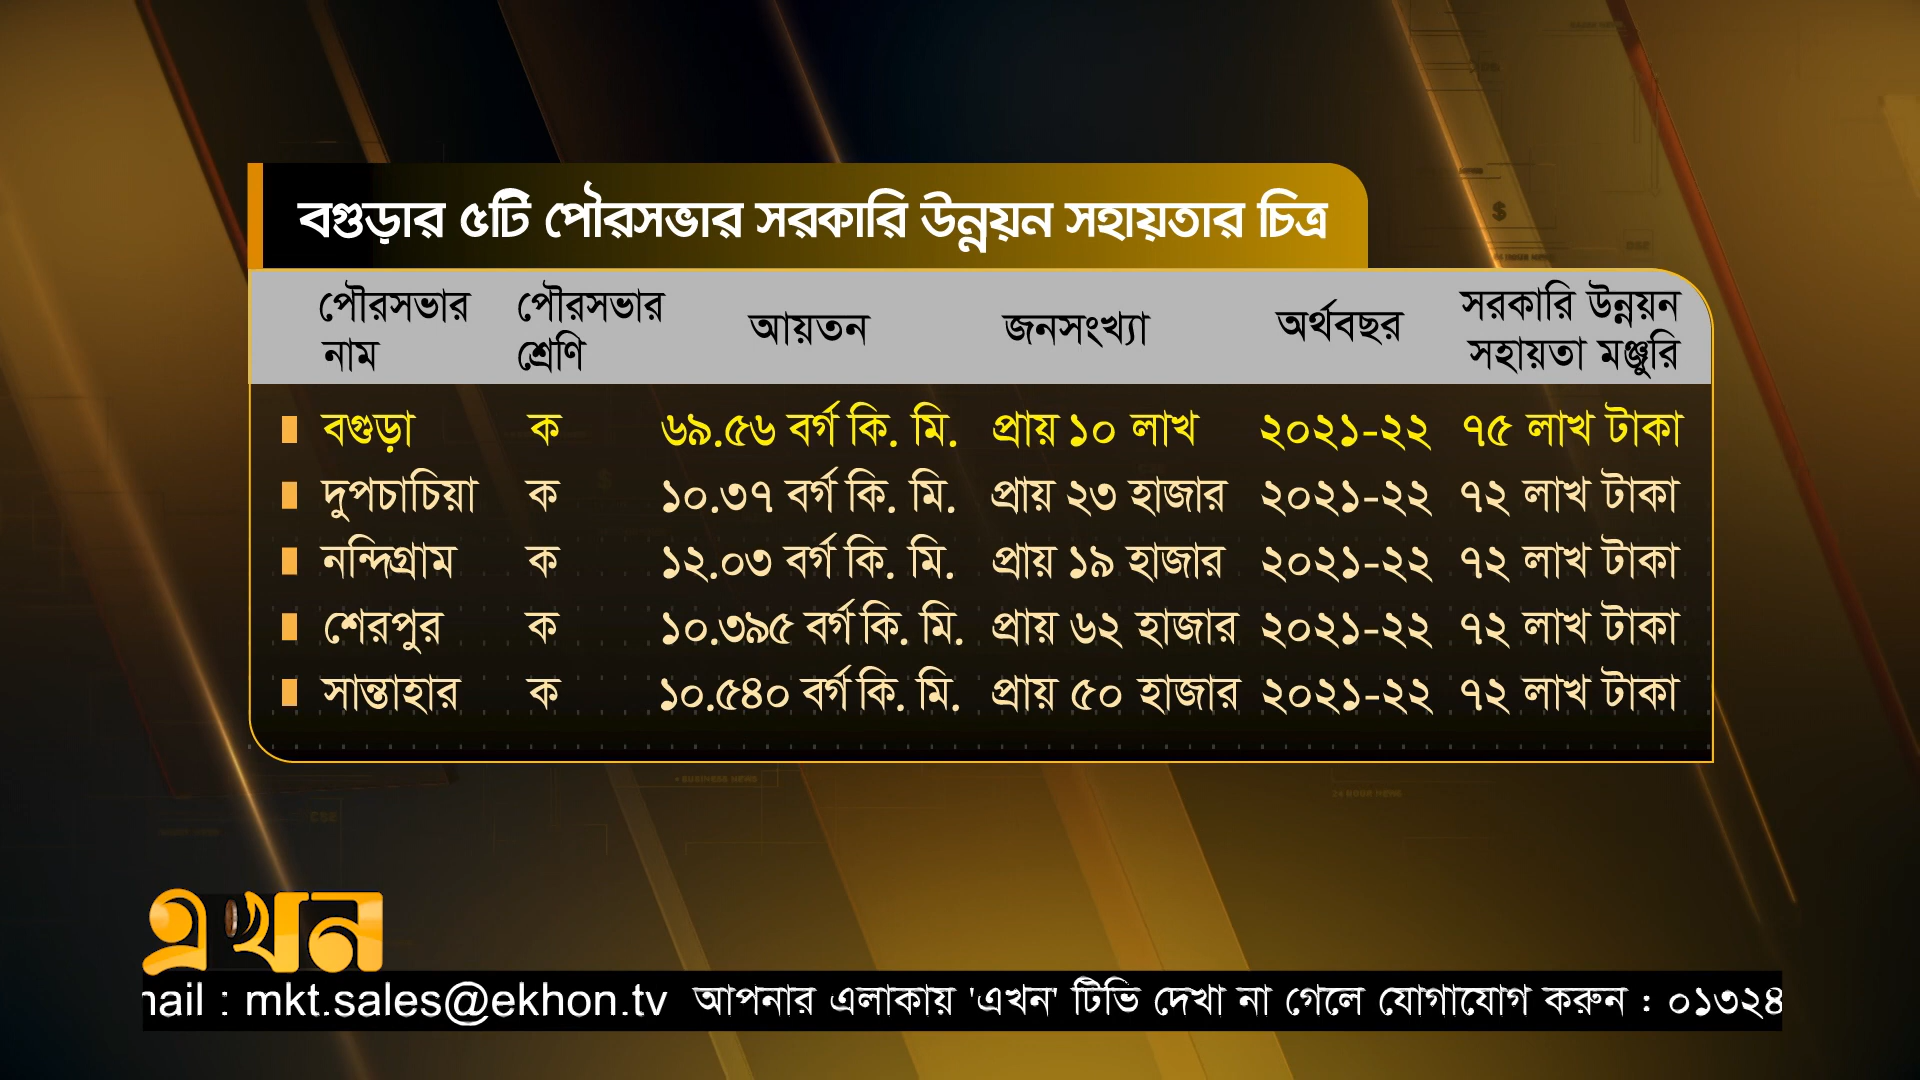 বগুড়ার ৫টি পৌরসভার সরকারি উন্নয়ন সহায়তার চিত্র
পৌরসভার নাম পৌরসভার শ্রেণি আয়তন জনসংখ্যা অর্থবছর সরকারি উন্নয়ন সহায়তা মঞ্জুরি
বগুড়া ক ৬৯.৫৬ বর্গ কি. মি. প্রায় ১০ লাখ ২০২১-২২ ৭৫ লাখ টাকা
দুপচাচিয়া ক ১০.৩৭ বর্গ কি. মি. প্রায় ২৩ হাজার ২০২১-২২ ৭২ লাখ টাকা
নন্দিগ্রাম ক ১২.০৩ বর্গ কি. মি. প্রায় ১৯ হাজার ২০২১-২২ ৭২ লাখ টাকা
শেরপুর ক ১০.৩৯৫ বর্গ কি. মি. প্রায় ৬২ হাজার ২০২১-২২ ৭২ লাখ টাকা
সান্তাহার ক ১০.৫৪০ বর্গ কি. মি. প্রায় ৫০ হাজার ২০২১-২২ ৭২ লাখ টাকা
এখন
mail : mkt.sales@ekhon.tv আপনার এলাকায় 'এখন' টিভি দেখা না গেলে যোগাযোগ করুন : ০১৩২৪